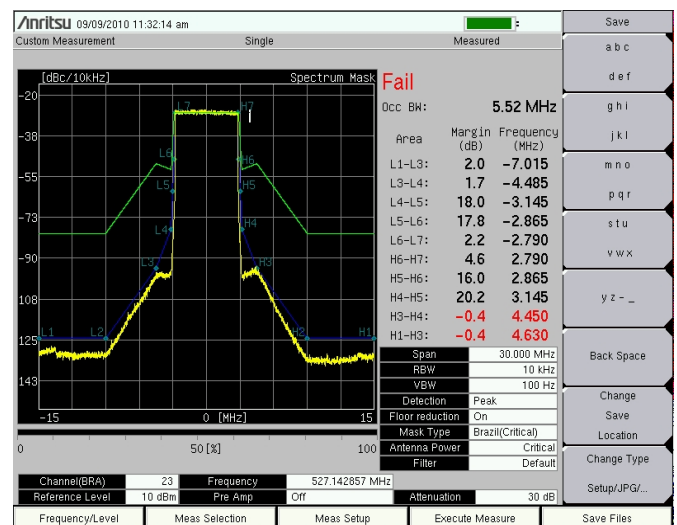 Anritsu 09/09/2010 11:32:14 am
Save
Custom Measurement Single Measured
a b c
d e f
g h i
j k l
m n o
p q r
s t u
v w x
y z - _
Back Space
Change
Save
Location
Change Type
Setup/JPG/...
[dBc/10kHz] Spectrum Mask
-20
-38
-55
-73
-90
-108
-125
-143
L7 H7
L6 H6
L5 H5
L4 H4
L3 H3
L1 L2 H2 H1
-15 0 [MHz] 15
Fail
Occ BW: 5.52 MHz
Area Margin (dB) Frequency (MHz)
L1-L3: 2.0 -7.015
L3-L4: 1.7 -4.485
L4-L5: 18.0 -3.145
L5-L6: 17.8 -2.865
L6-L7: 2.2 -2.790
H6-H7: 4.6 2.790
H5-H6: 16.0 2.865
H4-H5: 20.2 3.145
H3-H4: -0.4 4.450
H1-H3: -0.4 4.630
Span 30.000 MHz
RBW 10 kHz
VBW 100 Hz
Detection Peak
Floor reduction On
Mask Type Brazil(Critical)
Antenna Power Critical
Filter Default
0 50 [%] 100
Channel(BRA) 23 Frequency 527.142857 MHz
Reference Level 10 dBm Pre Amp Off Attenuation 30 dB
Frequency/Level Meas Selection Meas Setup Execute Measure Save Files